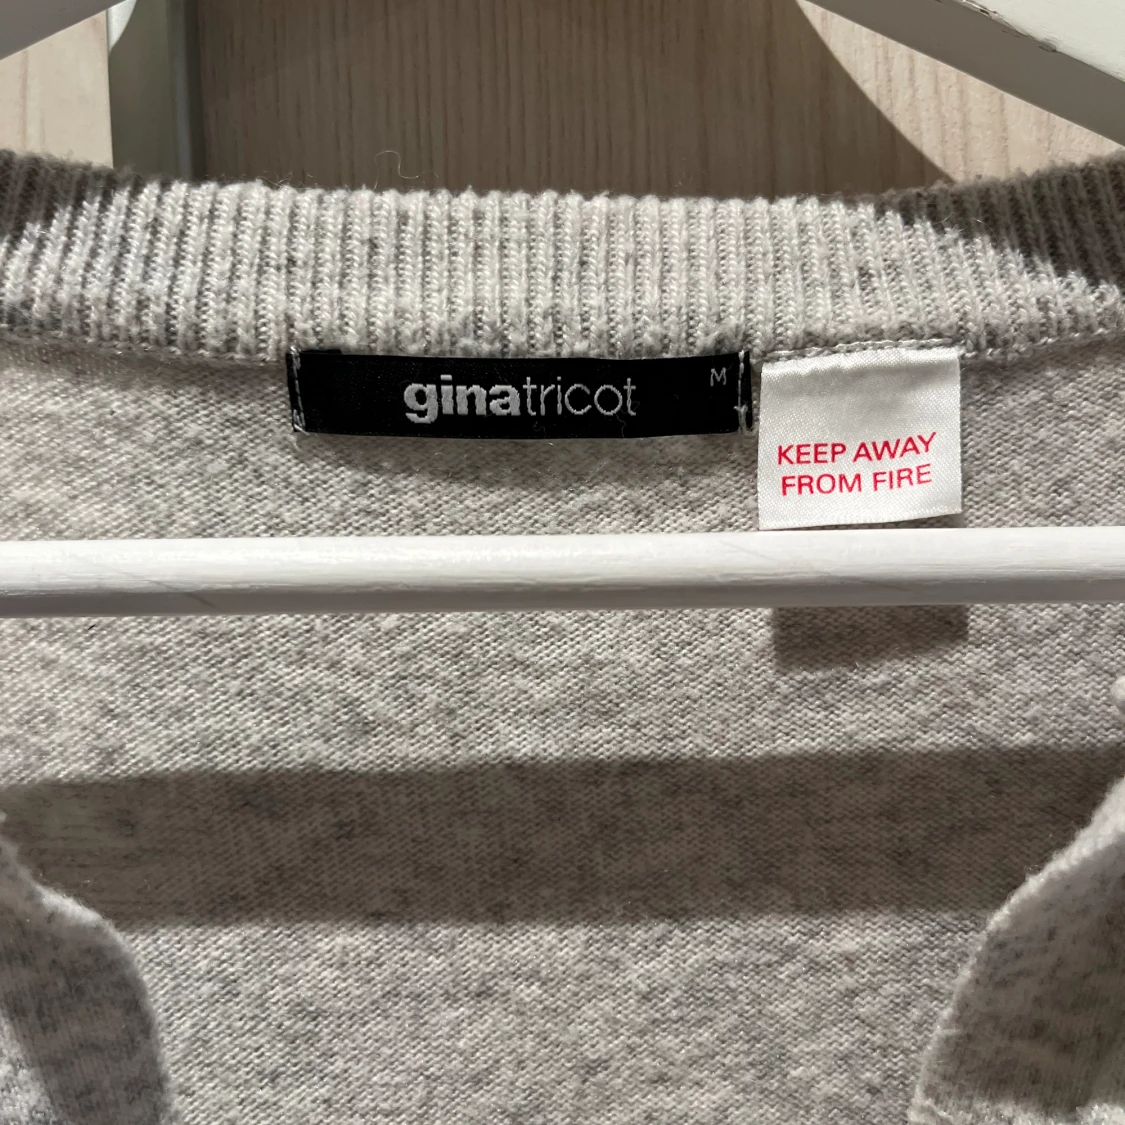 ginatricot
M
KEEP AWAY
FROM FIRE